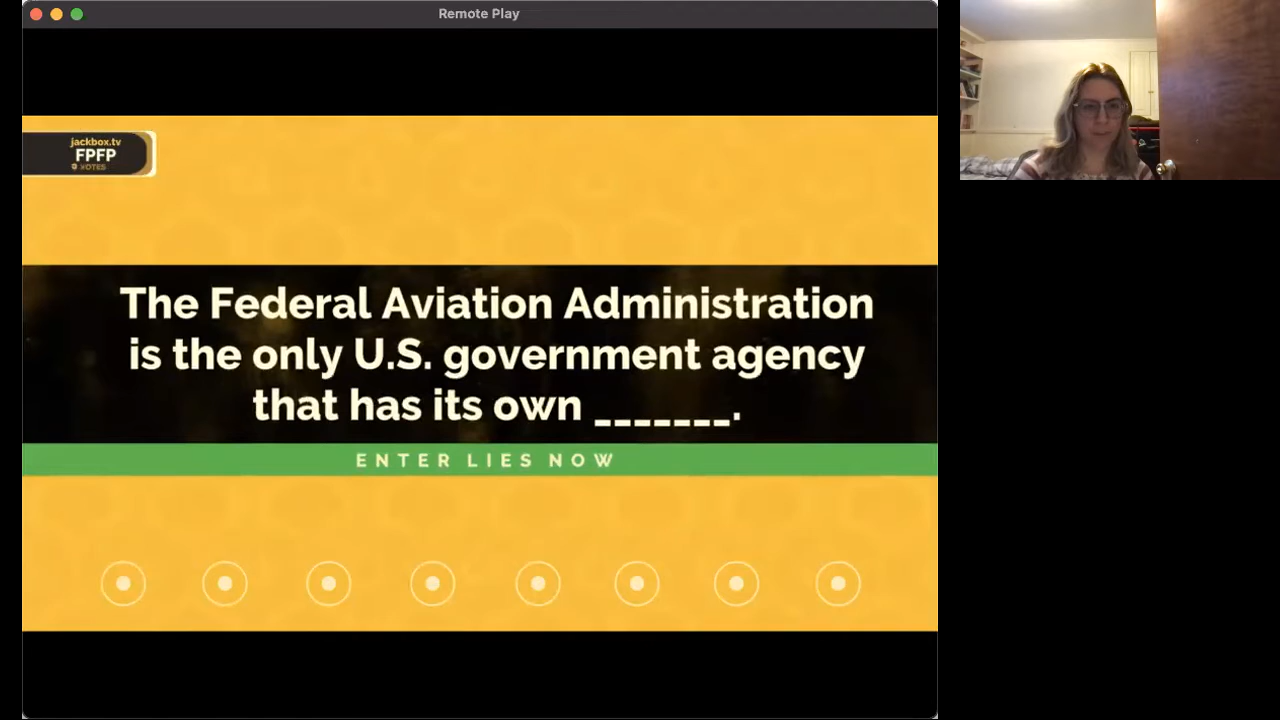 Remote Play
jackbox.tv
FPFP
The Federal Aviation Administration
is the only U.S. government agency
that has its own _______.
ENTER LIES NOW